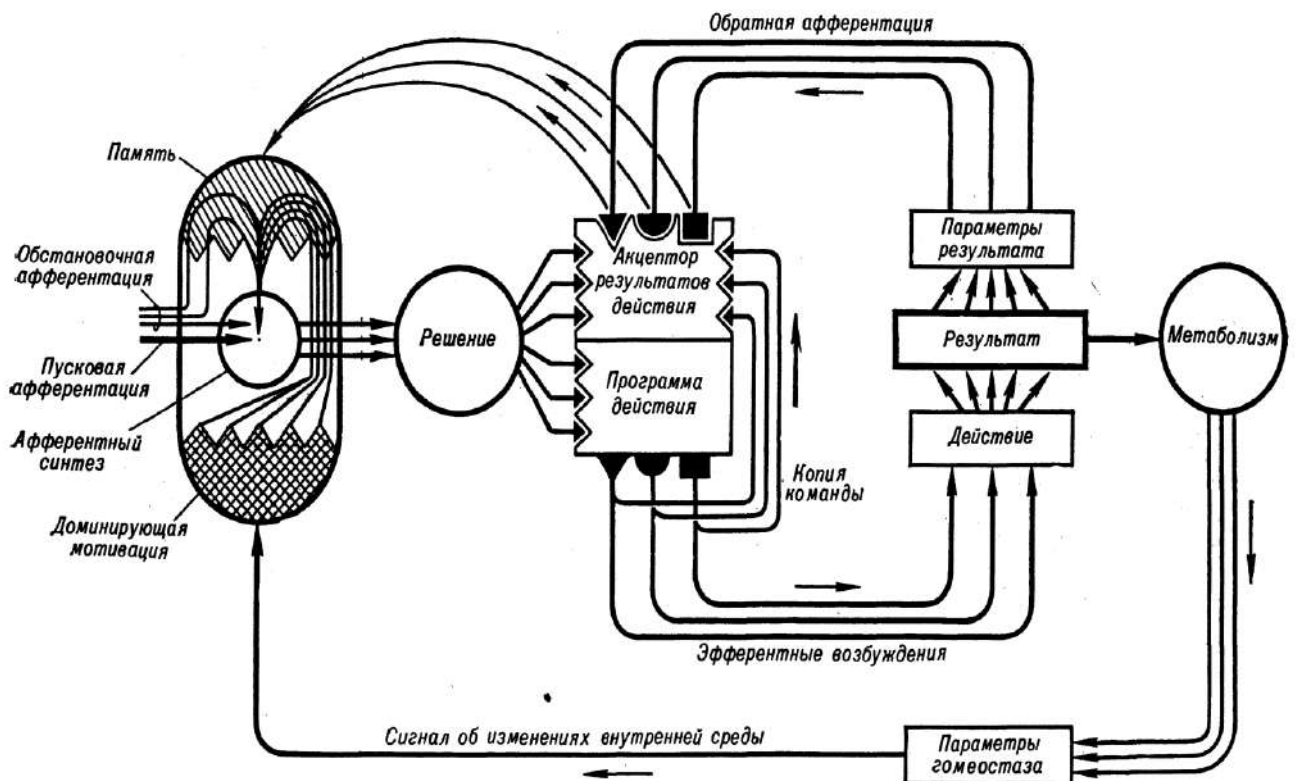 Обратная афферентация
Память
Обстановочная
афферентация
Пусковая
афферентация
Афферентный
синтез
Доминирующая
мотивация
Решение
Акцептор
результатов
действия
Программа
действия
Копия
команды
Параметры
результата
Результат
Действие
Метаболизм
Эфферентные возбуждения
Сигнал об изменениях внутренней среды
Параметры
гомеостаза